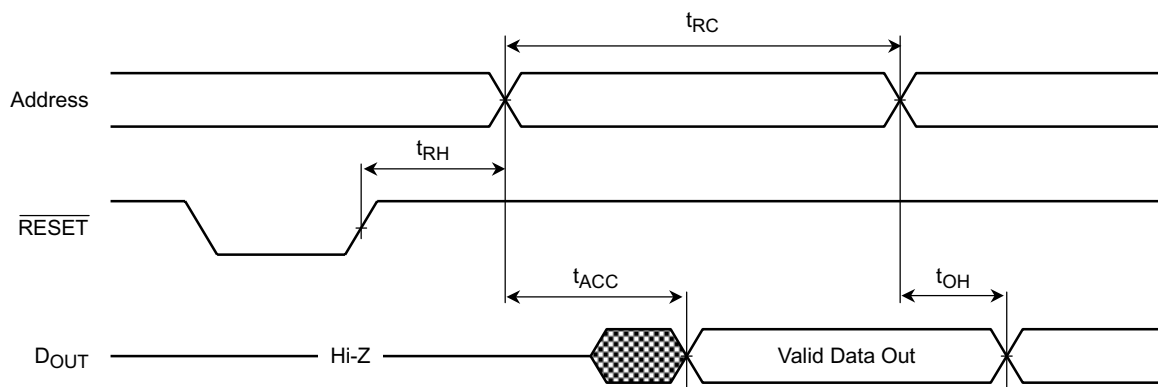 tRC
Address
tRH
RESET
tACC
tOH
DOUT
Hi-Z
Valid Data Out